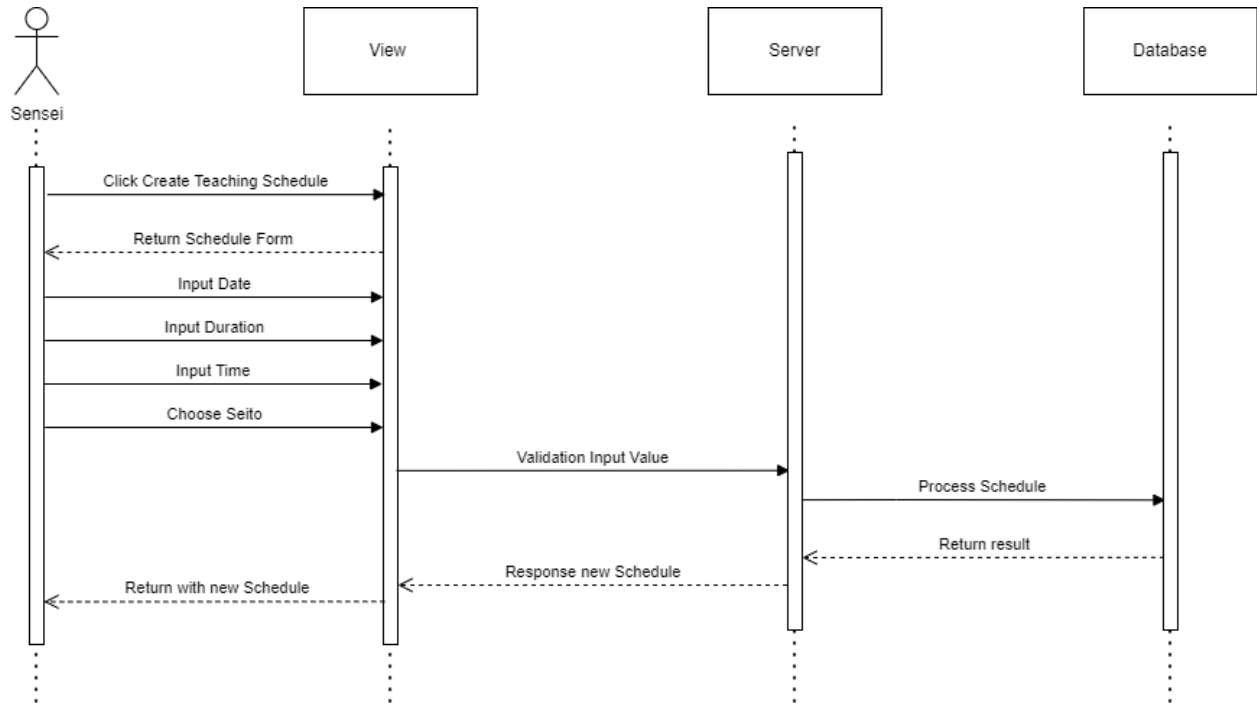 View
Server
Database
Sensei
Click Create Teaching Schedule
Return Schedule Form
Input Date
Input Duration
Input Time
Choose Seito
Validation Input Value
Process Schedule
Return result
Response new Schedule
Return with new Schedule